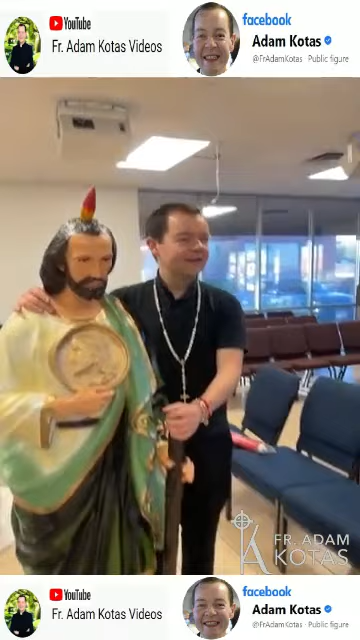 YouTube
Fr. Adam Kotas Videos
facebook
Adam Kotas
@FrAdamKotas · Public figure
FR. ADAM
KOTAS
YouTube
Fr. Adam Kotas Videos
facebook
Adam Kotas
@FrAdamKotas · Public figure